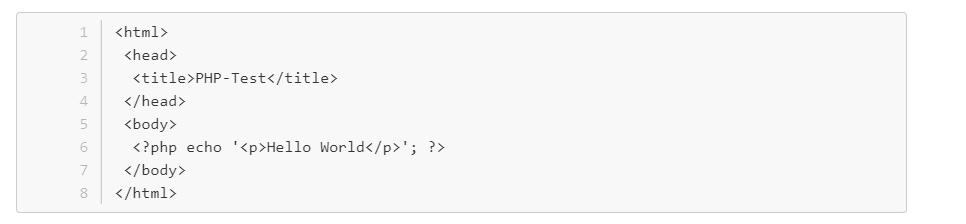 1 <html>
2  <head>
3   <title>PHP-Test</title>
4  </head>
5  <body>
6   <?php echo '<p>Hello World</p>'; ?>
7  </body>
8 </html>